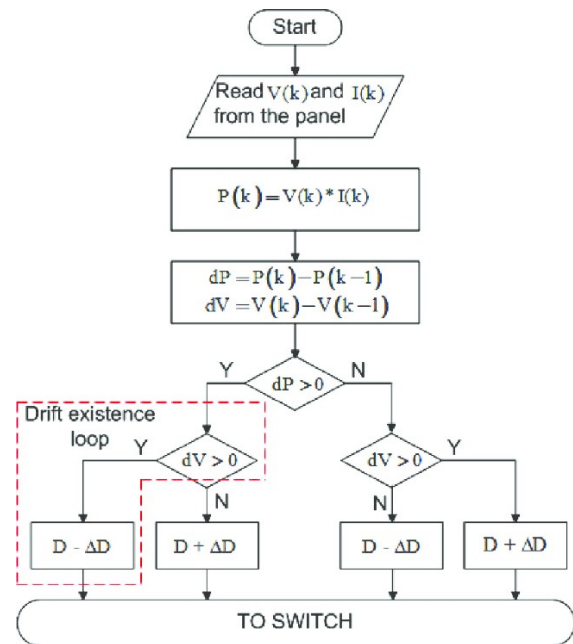 Start
Read V(k) and I(k)
from the panel
P(k)=V(k)*I(k)
dP=P(k)-P(k-1)
dV=V(k)-V(k-1)
Y
dP>0
N
Drift existence
loop
Y
dV>0
N
dV>0
Y
N
D - ΔD
D + ΔD
D - ΔD
D + ΔD
TO SWITCH